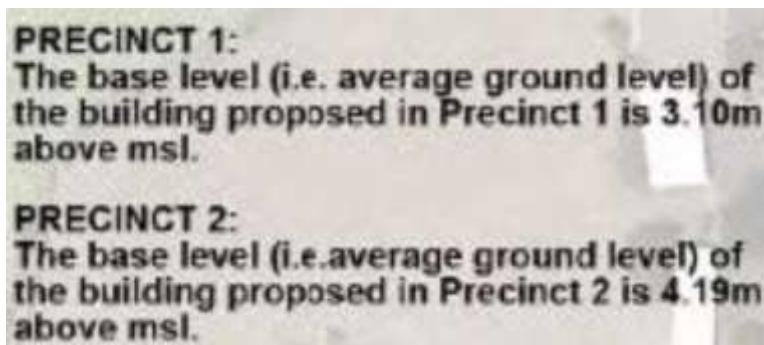 PRECINCT 1:
The base level (i.e. average ground level) of
the building proposed in Precinct 1 is 3.10m
above msl.
PRECINCT 2:
The base level (i.e.average ground level) of
the building proposed in Precinct 2 is 4.19m
above msl.